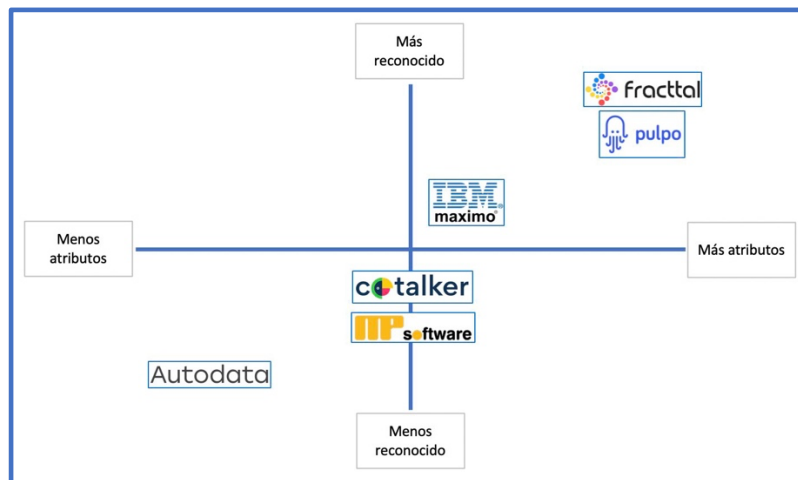 Más
reconocido
fracttal
pulpo
IBM®
maximo®
Menos
atributos
Más atributos
cotalker
MP software
Autodata
Menos
reconocido